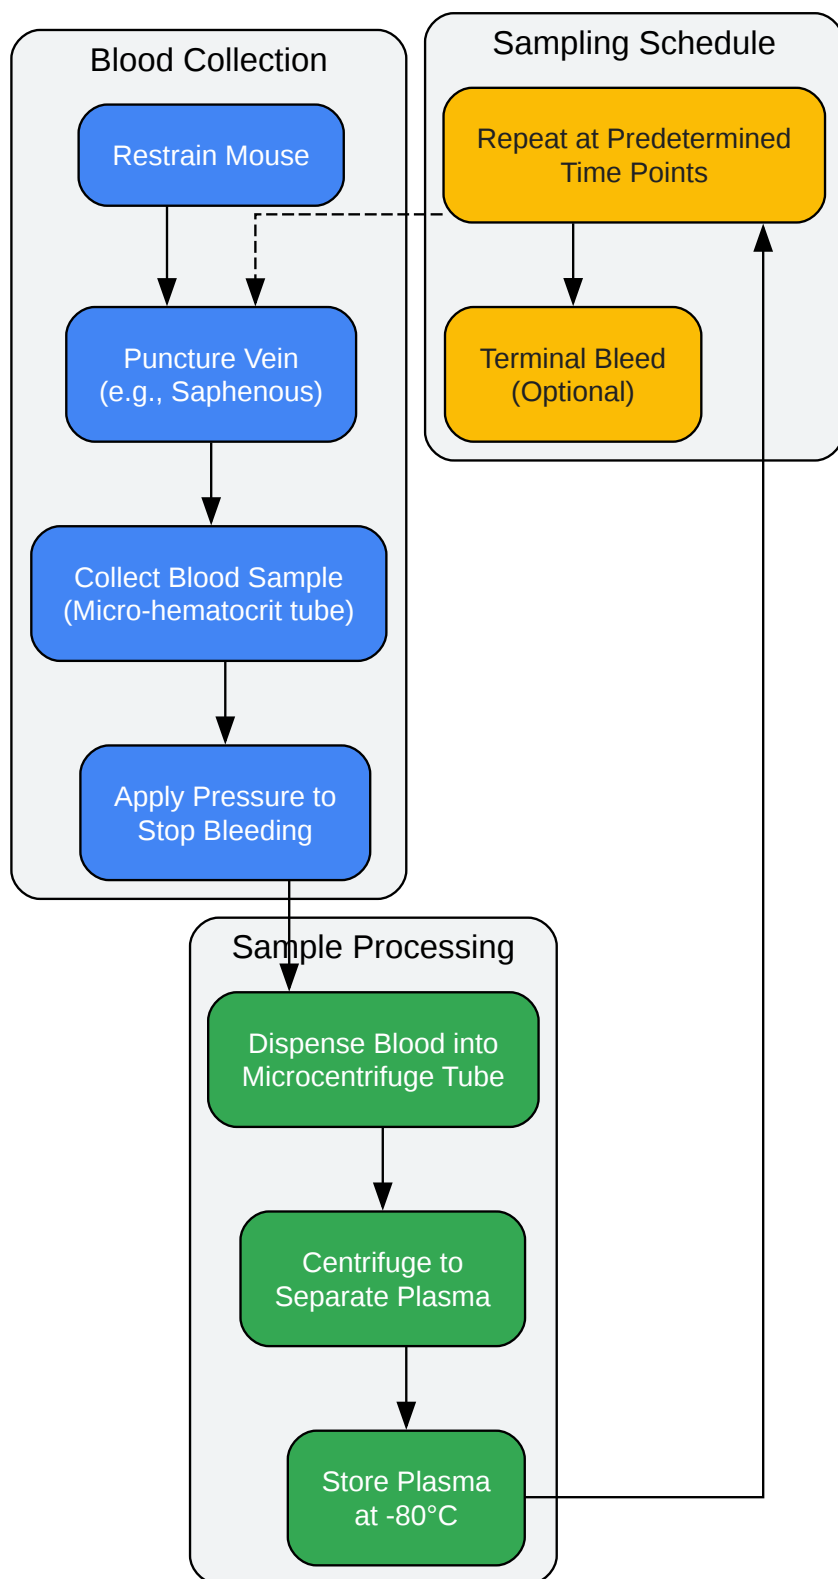 Blood Collection
Restrain Mouse
Puncture Vein
(e.g., Saphenous)
Collect Blood Sample
(Micro-hematocrit tube)
Apply Pressure to
Stop Bleeding
Sampling Schedule
Repeat at Predetermined
Time Points
Terminal Bleed
(Optional)
Sample Processing
Dispense Blood into
Microcentrifuge Tube
Centrifuge to
Separate Plasma
Store Plasma
at -80°C